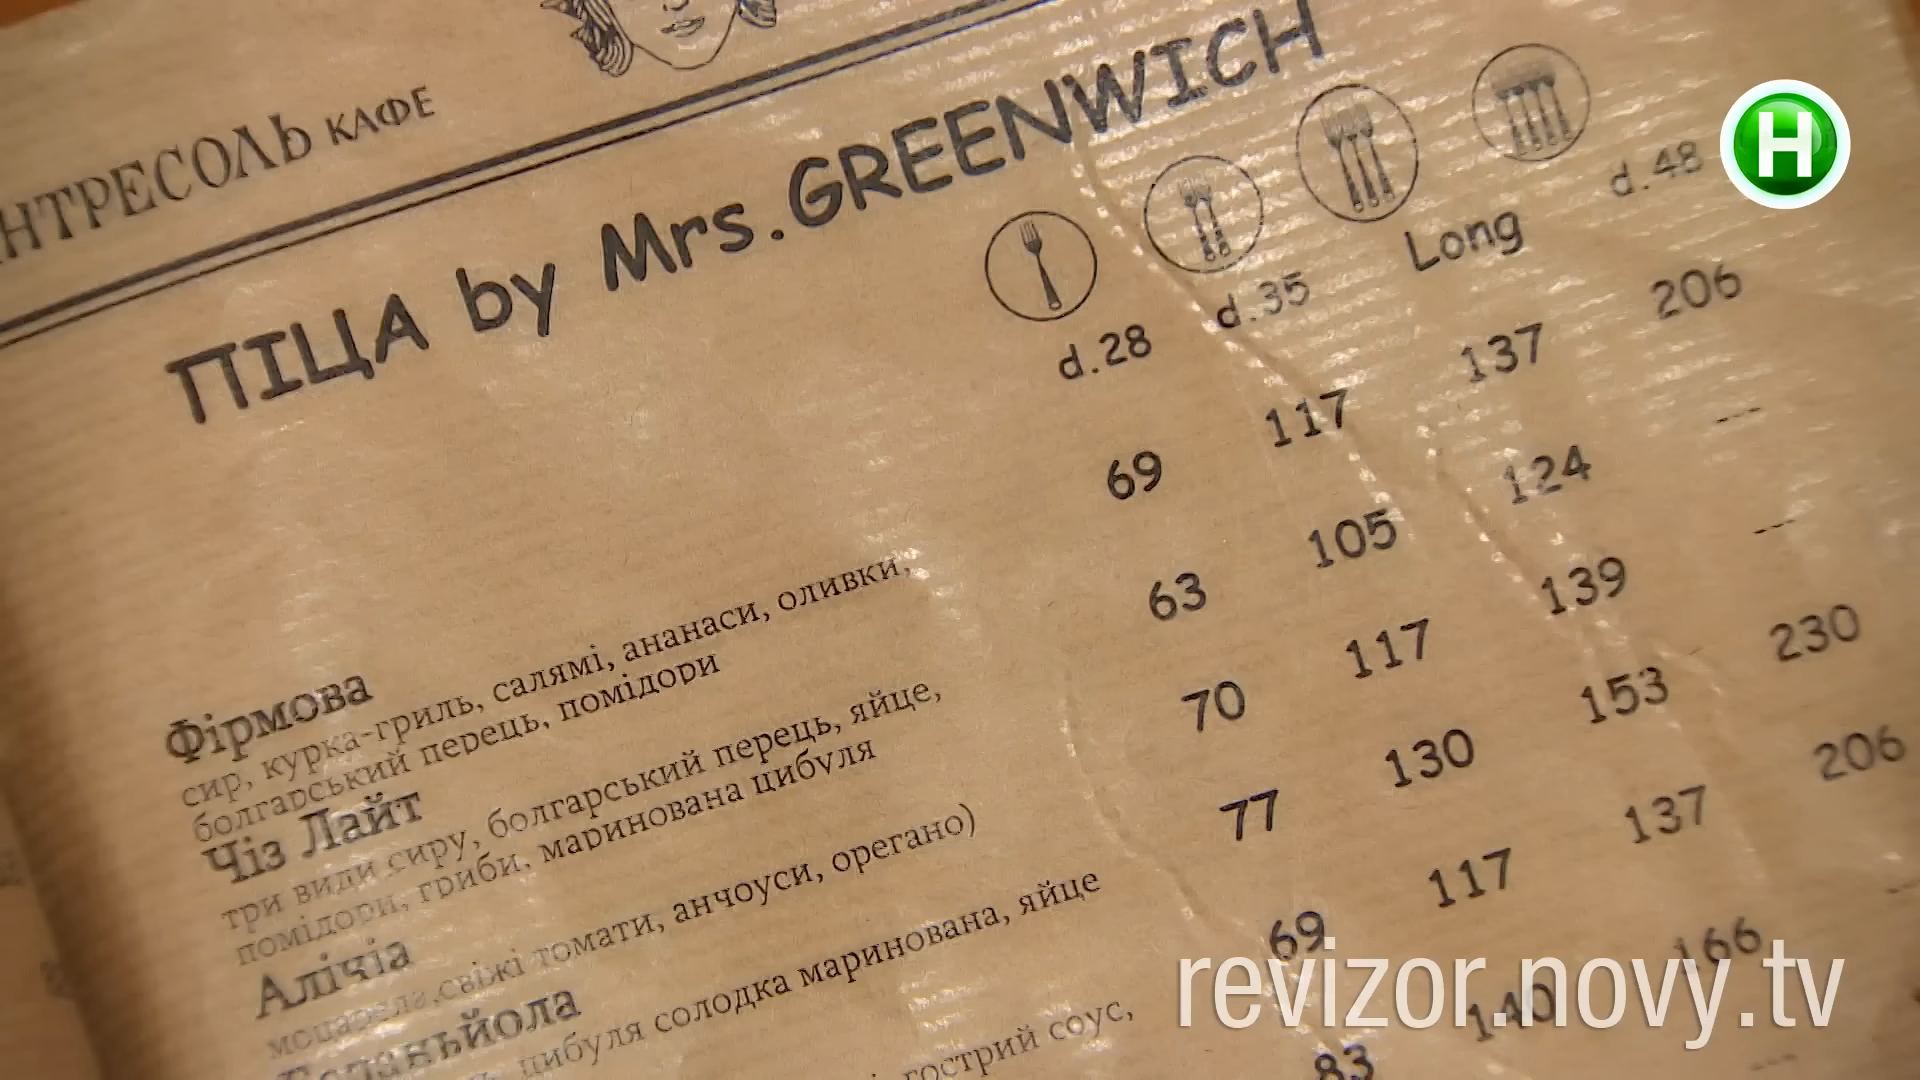 НТРЕСОЛЬ КАФЕ
H
ПІЦА by Mrs.GREENWICH
d.28 d.35 Long d.48
69 117 137 206
63 105 124 ---
70 117 139 ---
77 130 153 230
69 117 137 206
83 140 166 ---
Фірмова
сир, курка-гриль, салямі, ананаси, оливки,
болгарський перець, помідори
Чіз Лайт
три види сиру, болгарський перець, яйце,
помідори, гриби, маринована цибуля
Алічіа
моцарела,свіжі томати, анчоуси, орегано)
цибуля солодка маринована, яйце
гострий соус,
revizor.novy.tv